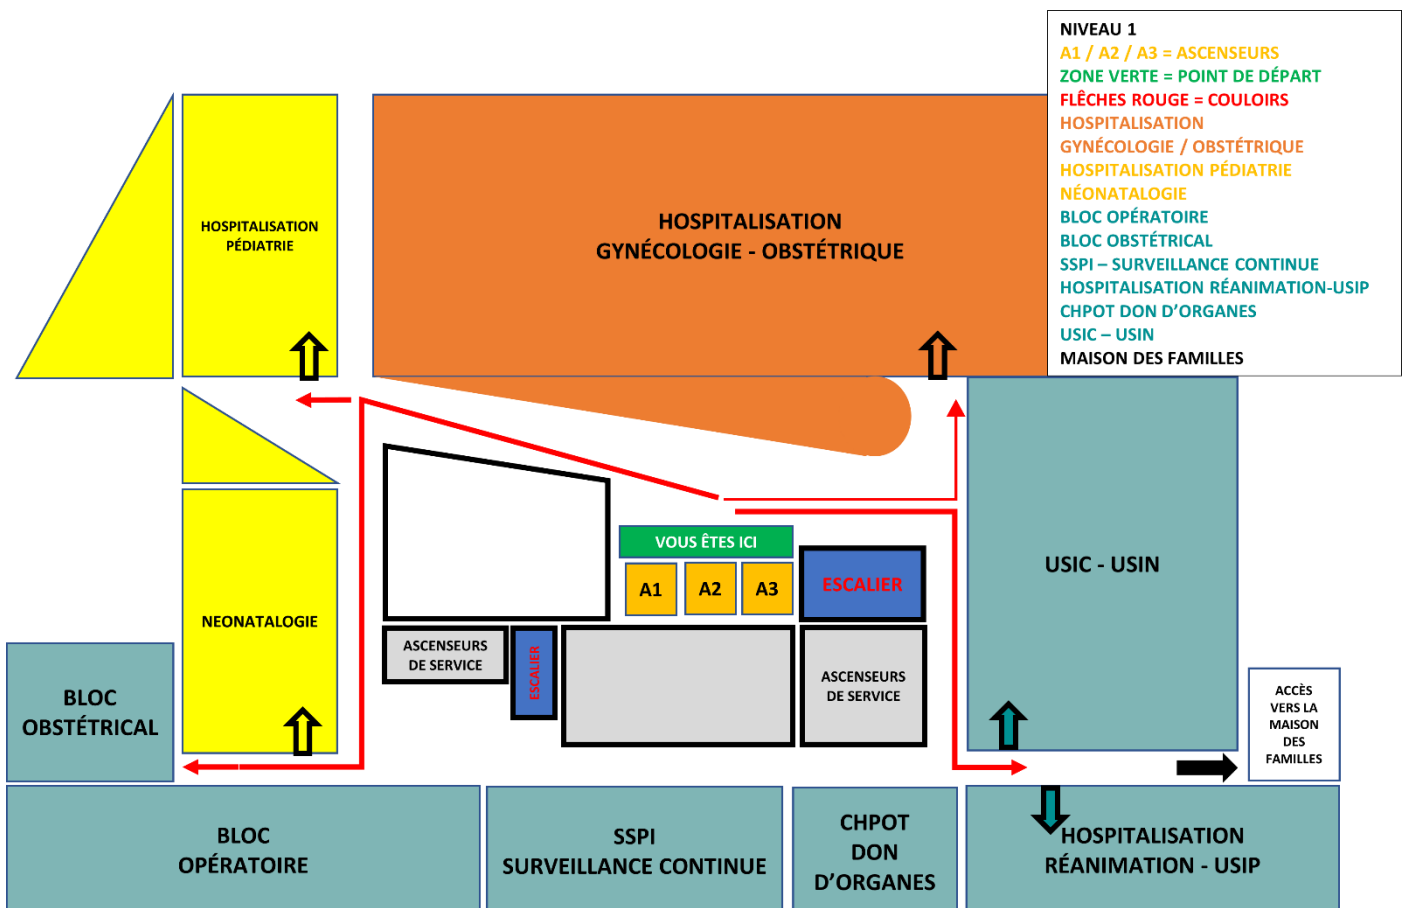 NIVEAU 1
A1 / A2 / A3 = ASCENSEURS
ZONE VERTE = POINT DE DÉPART
FLÊCHES ROUGE = COULOIRS
HOSPITALISATION
GYNÉCOLOGIE / OBSTÉTRIQUE
HOSPITALISATION PÉDIATRIE
NÉONATALOGIE
BLOC OPÉRATOIRE
BLOC OBSTÉTRICAL
SSPI – SURVEILLANCE CONTINUE
HOSPITALISATION RÉANIMATION-USIP
CHPOT DON D’ORGANES
USIC – USIN
MAISON DES FAMILLES
HOSPITALISATION
PÉDIATRIE
HOSPITALISATION
GYNÉCOLOGIE - OBSTÉTRIQUE
VOUS ÊTES ICI
A1
A2
A3
ESCALIER
USIC - USIN
NEONATALOGIE
ASCENSEURS
DE SERVICE
ESCALIER
ASCENSEURS
DE SERVICE
BLOC
OBSTÉTRICAL
ACCÈS
VERS LA
MAISON
DES
FAMILLES
BLOC
OPÉRATOIRE
SSPI
SURVEILLANCE CONTINUE
CHPOT
DON
D’ORGANES
HOSPITALISATION
RÉANIMATION - USIP